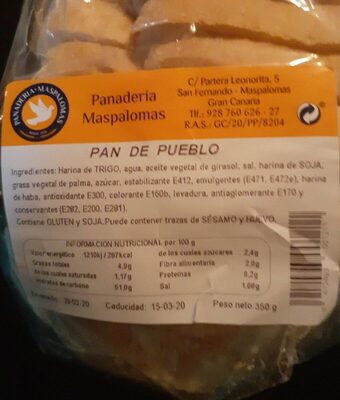 PANADERIA · MASPALOMAS
Panadería
Maspalomas
C/ Partera Leonorita, 5
San Fernando - Maspalomas
Gran Canaria
Tlf.: 928 760 626 - 27
R.A.S.: GC/20/PP/8204
PAN DE PUEBLO
Ingredientes: Harina de TRIGO, agua, aceite vegetal de girasol, sal, harina de SOJA,
grasa vegetal de palma, azúcar, estabilizante E412, emulgentes (E471, E472e), harina
de haba, antioxidante E300, colorante E160b, levadura, antiaglomerante E170 y
conservantes (E282, E200, E281).
Contiene GLUTEN y SOJA. Puede contener trazas de SÉSAMO y HUEVO.
INFORMACION NUTRICIONAL por 100 g
Valor energético 1210kj / 287kcal
Grasas totales 4,9g
de las cuales saturadas 1,17g
Hidratos de carbono 51,0g
de los cuales azúcares 2,4g
Fibra alimentaria
Proteinas 8,2g
Sal 1,08g
Envasado: Caducidad: 15-03-20 Peso neto: 350 g